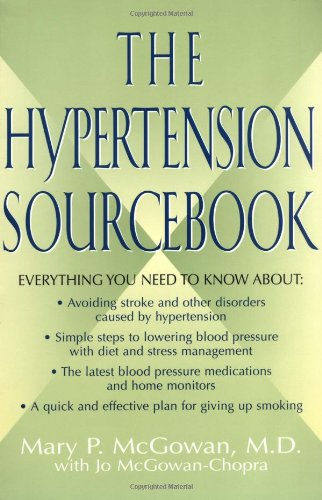 Copyrighted Material
THE
HYPERTENSION
SOURCEBOOK
EVERYTHING YOU NEED TO KNOW ABOUT:
• Avoiding stroke and other disorders
caused by hypertension
• Simple steps to lowering blood pressure
with diet and stress management
• The latest blood pressure medications
and home monitors
• A quick and effective plan for giving up smoking
Mary P. McGowan, M.D.
with Jo McGowan-Chopra
Copyrighted Material